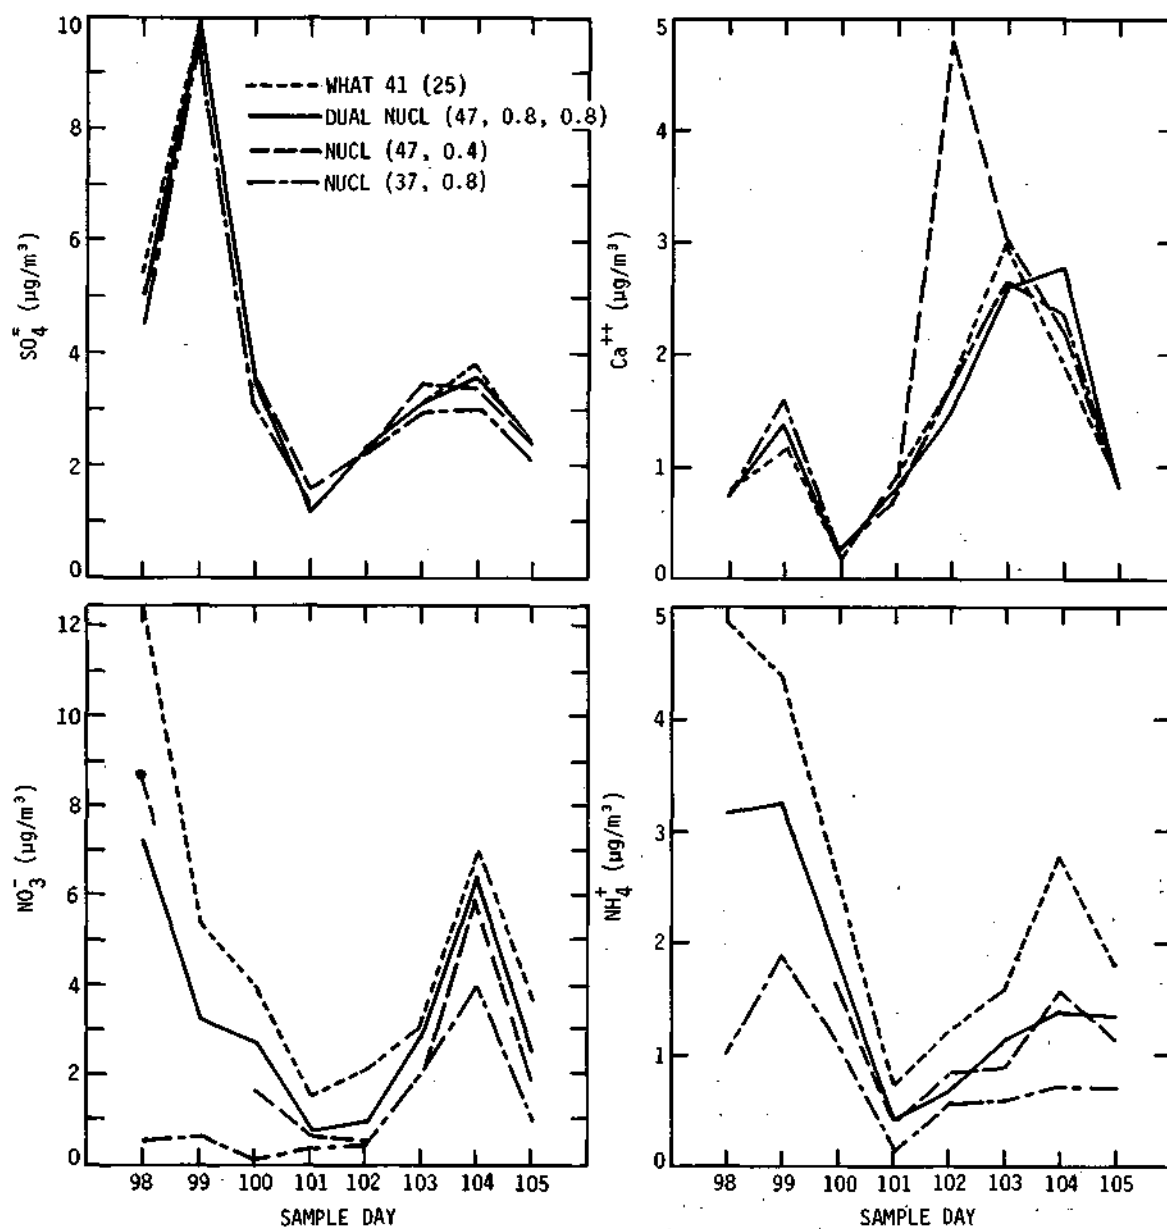 10
8
6
4
2
0
SO₄⁼ (µg/m³)
WHAT 41 (25)
DUAL NUCL (47, 0.8, 0.8)
NUCL (47, 0.4)
NUCL (37, 0.8)
5
4
3
2
1
0
Ca⁺⁺ (µg/m³)
12
10
8
6
4
2
0
NO₃⁻ (µg/m³)
98 99 100 101 102 103 104 105
SAMPLE DAY
5
4
3
2
1
0
NH₄⁺ (µg/m³)
98 99 100 101 102 103 104 105
SAMPLE DAY